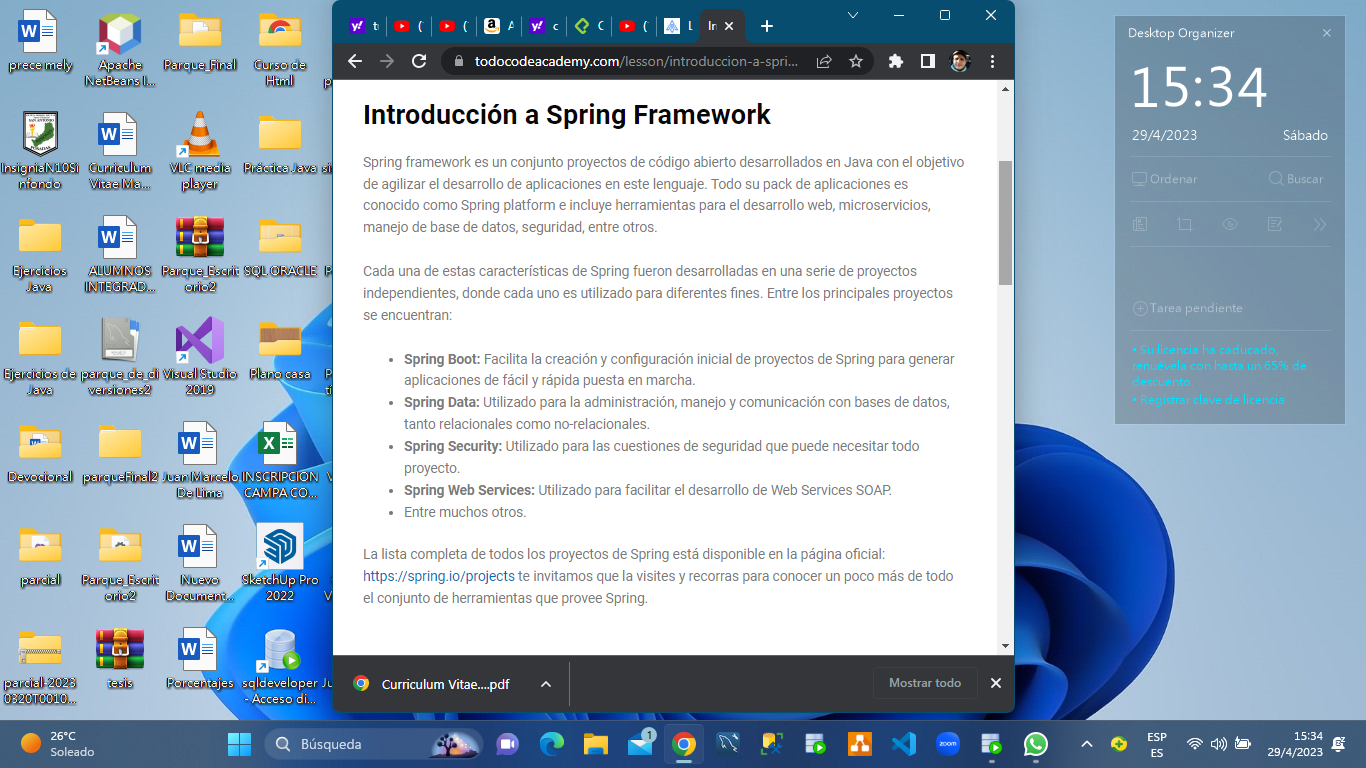 prece mely
Apache
NetBeans I...
Parque_Final
Curso de
Html
InsigniaN10Si
nfondo
Curriculum
Vitae Ma...
VLC media
player
Práctica Java
Ejercicios
Java
ALUMNOS
INTEGRAD...
Parque_Escrit
orio2
SQL ORACLE
Ejercicios de
Java
parque_de_di
versiones2
Visual Studio
2019
Plano casa
Devocional
parqueFinal2
Juan Marcelo
De Lima
INSCRIPCION
CAMPA CO...
parcial
Parque_Escrit
orio2
Nuevo
Document...
SketchUp Pro
2022
parcial-2023
0320T0010...
tesis
Porcentajes
sqldeveloper
- Acceso di...
todocodeacademy.com/lesson/introduccion-a-spri...
Introducción a Spring Framework
Spring framework es un conjunto proyectos de código abierto desarrollados en Java con el objetivo
de agilizar el desarrollo de aplicaciones en este lenguaje. Todo su pack de aplicaciones es
conocido como Spring platform e incluye herramientas para el desarrollo web, microservicios,
manejo de base de datos, seguridad, entre otros.
Cada una de estas características de Spring fueron desarrolladas en una serie de proyectos
independientes, donde cada uno es utilizado para diferentes fines. Entre los principales proyectos
se encuentran:
• Spring Boot: Facilita la creación y configuración inicial de proyectos de Spring para generar
aplicaciones de fácil y rápida puesta en marcha.
• Spring Data: Utilizado para la administración, manejo y comunicación con bases de datos,
tanto relacionales como no-relacionales.
• Spring Security: Utilizado para las cuestiones de seguridad que puede necesitar todo
proyecto.
• Spring Web Services: Utilizado para facilitar el desarrollo de Web Services SOAP.
• Entre muchos otros.
La lista completa de todos los proyectos de Spring está disponible en la página oficial:
https://spring.io/projects te invitamos que la visites y recorras para conocer un poco más de todo
el conjunto de herramientas que provee Spring.
Curriculum Vitae....pdf
Mostrar todo
Desktop Organizer
15:34
29/4/2023 Sábado
Ordenar Buscar
Tarea pendiente
• Su licencia ha caducado,
renuévela con hasta un 65% de
descuento
• Registrar clave de licencia
26°C
Soleado
Búsqueda
1
zoom
ESP
ES
15:34
29/4/2023